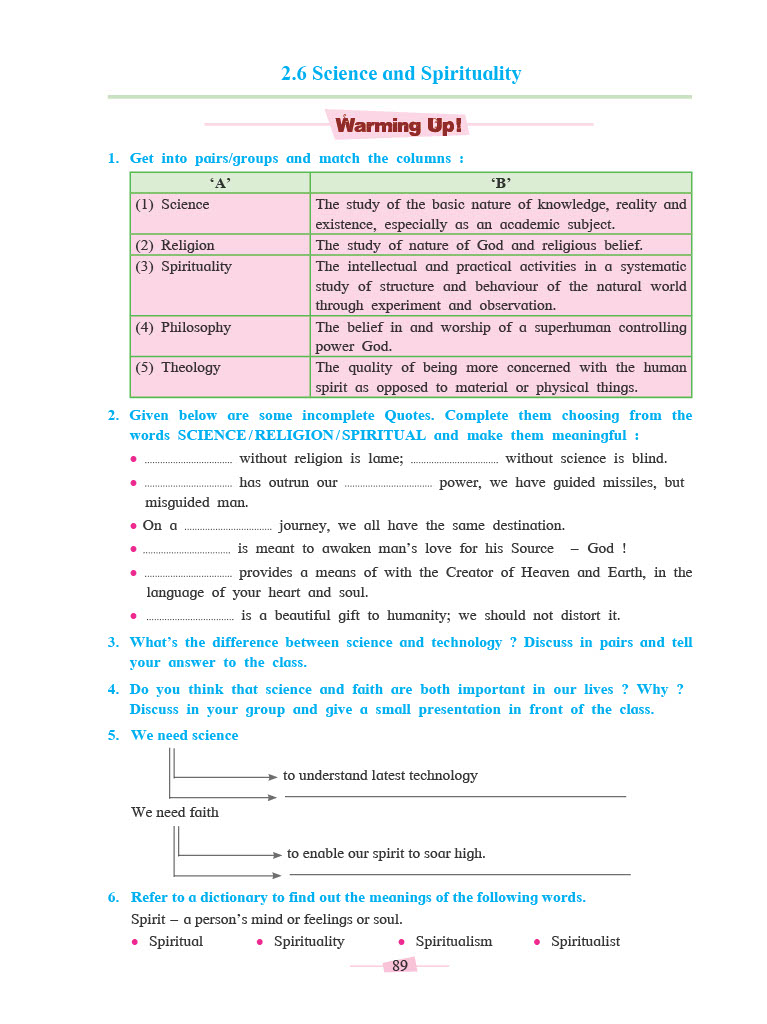 2.6 Science and Spirituality
Warming Up!
1. Get into pairs/groups and match the columns :
‘A’ ‘B’
(1) Science The study of the basic nature of knowledge, reality and
existence, especially as an academic subject.
(2) Religion The study of nature of God and religious belief.
(3) Spirituality The intellectual and practical activities in a systematic
study of structure and behaviour of the natural world
through experiment and observation.
(4) Philosophy The belief in and worship of a superhuman controlling
power God.
(5) Theology The quality of being more concerned with the human
spirit as opposed to material or physical things.
2. Given below are some incomplete Quotes. Complete them choosing from the
words SCIENCE/RELIGION/SPIRITUAL and make them meaningful :
• .................................. without religion is lame; .................................. without science is blind.
• .................................. has outrun our .................................. power, we have guided missiles, but
misguided man.
• On a .................................. journey, we all have the same destination.
• .................................. is meant to awaken man’s love for his Source – God !
• .................................. provides a means of with the Creator of Heaven and Earth, in the
language of your heart and soul.
• .................................. is a beautiful gift to humanity; we should not distort it.
3. What’s the difference between science and technology ? Discuss in pairs and tell
your answer to the class.
4. Do you think that science and faith are both important in our lives ? Why ?
Discuss in your group and give a small presentation in front of the class.
5. We need science
to understand latest technology
We need faith
to enable our spirit to soar high.
6. Refer to a dictionary to find out the meanings of the following words.
Spirit – a person’s mind or feelings or soul.
• Spiritual • Spirituality • Spiritualism • Spiritualist
89